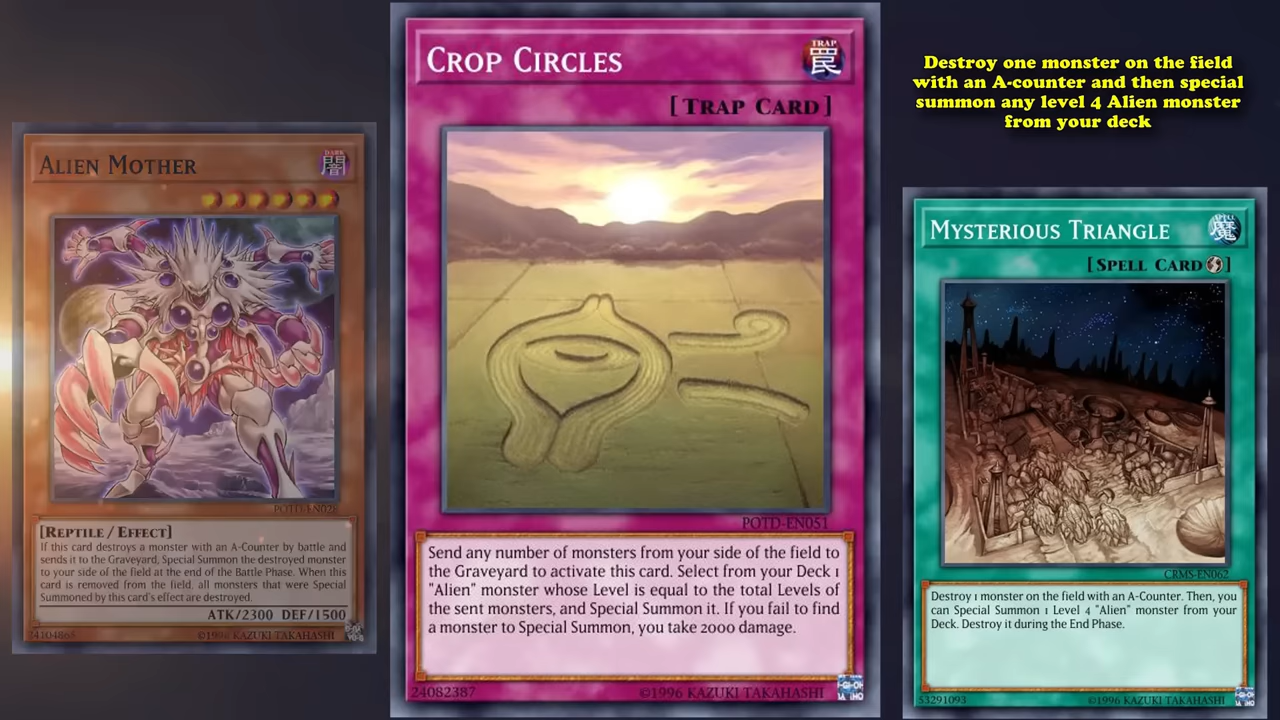 ALIEN MOTHER
DARK
闇
POTD-EN02
[REPTILE / EFFECT]
If this card destroys a monster with an A-Counter by battle and
sends it to the Graveyard, Special Summon the destroyed monster
to your side of the field at the end of the Battle Phase. When this
card is removed from the field, all monsters that were Special
Summoned by this card's effect are destroyed.
ATK/2300 DEF/1500
©1996 KAZUKI TAKAHASHI
CROP CIRCLES
TRAP
罠
[ TRAP CARD ]
POTD-EN051
Send any number of monsters from your side of the field to
the Graveyard to activate this card. Select from your Deck 1
"Alien" monster whose Level is equal to the total Levels of
the sent monsters, and Special Summon it. If you fail to find
a monster to Special Summon, you take 2000 damage.
24082387
©1996 KAZUKI TAKAHASHI
Destroy one monster on the field
with an A-counter and then special
summon any level 4 Alien monster
from your deck
MYSTERIOUS TRIANGLE
SPELL
[ SPELL CARD ]
CRMS-EN062
Destroy 1 monster on the field with an A-Counter. Then, you
can Special Summon 1 Level 4 "Alien" monster from your
Deck. Destroy it during the End Phase.
53291093
©1996 KAZUKI TAKAHASHI